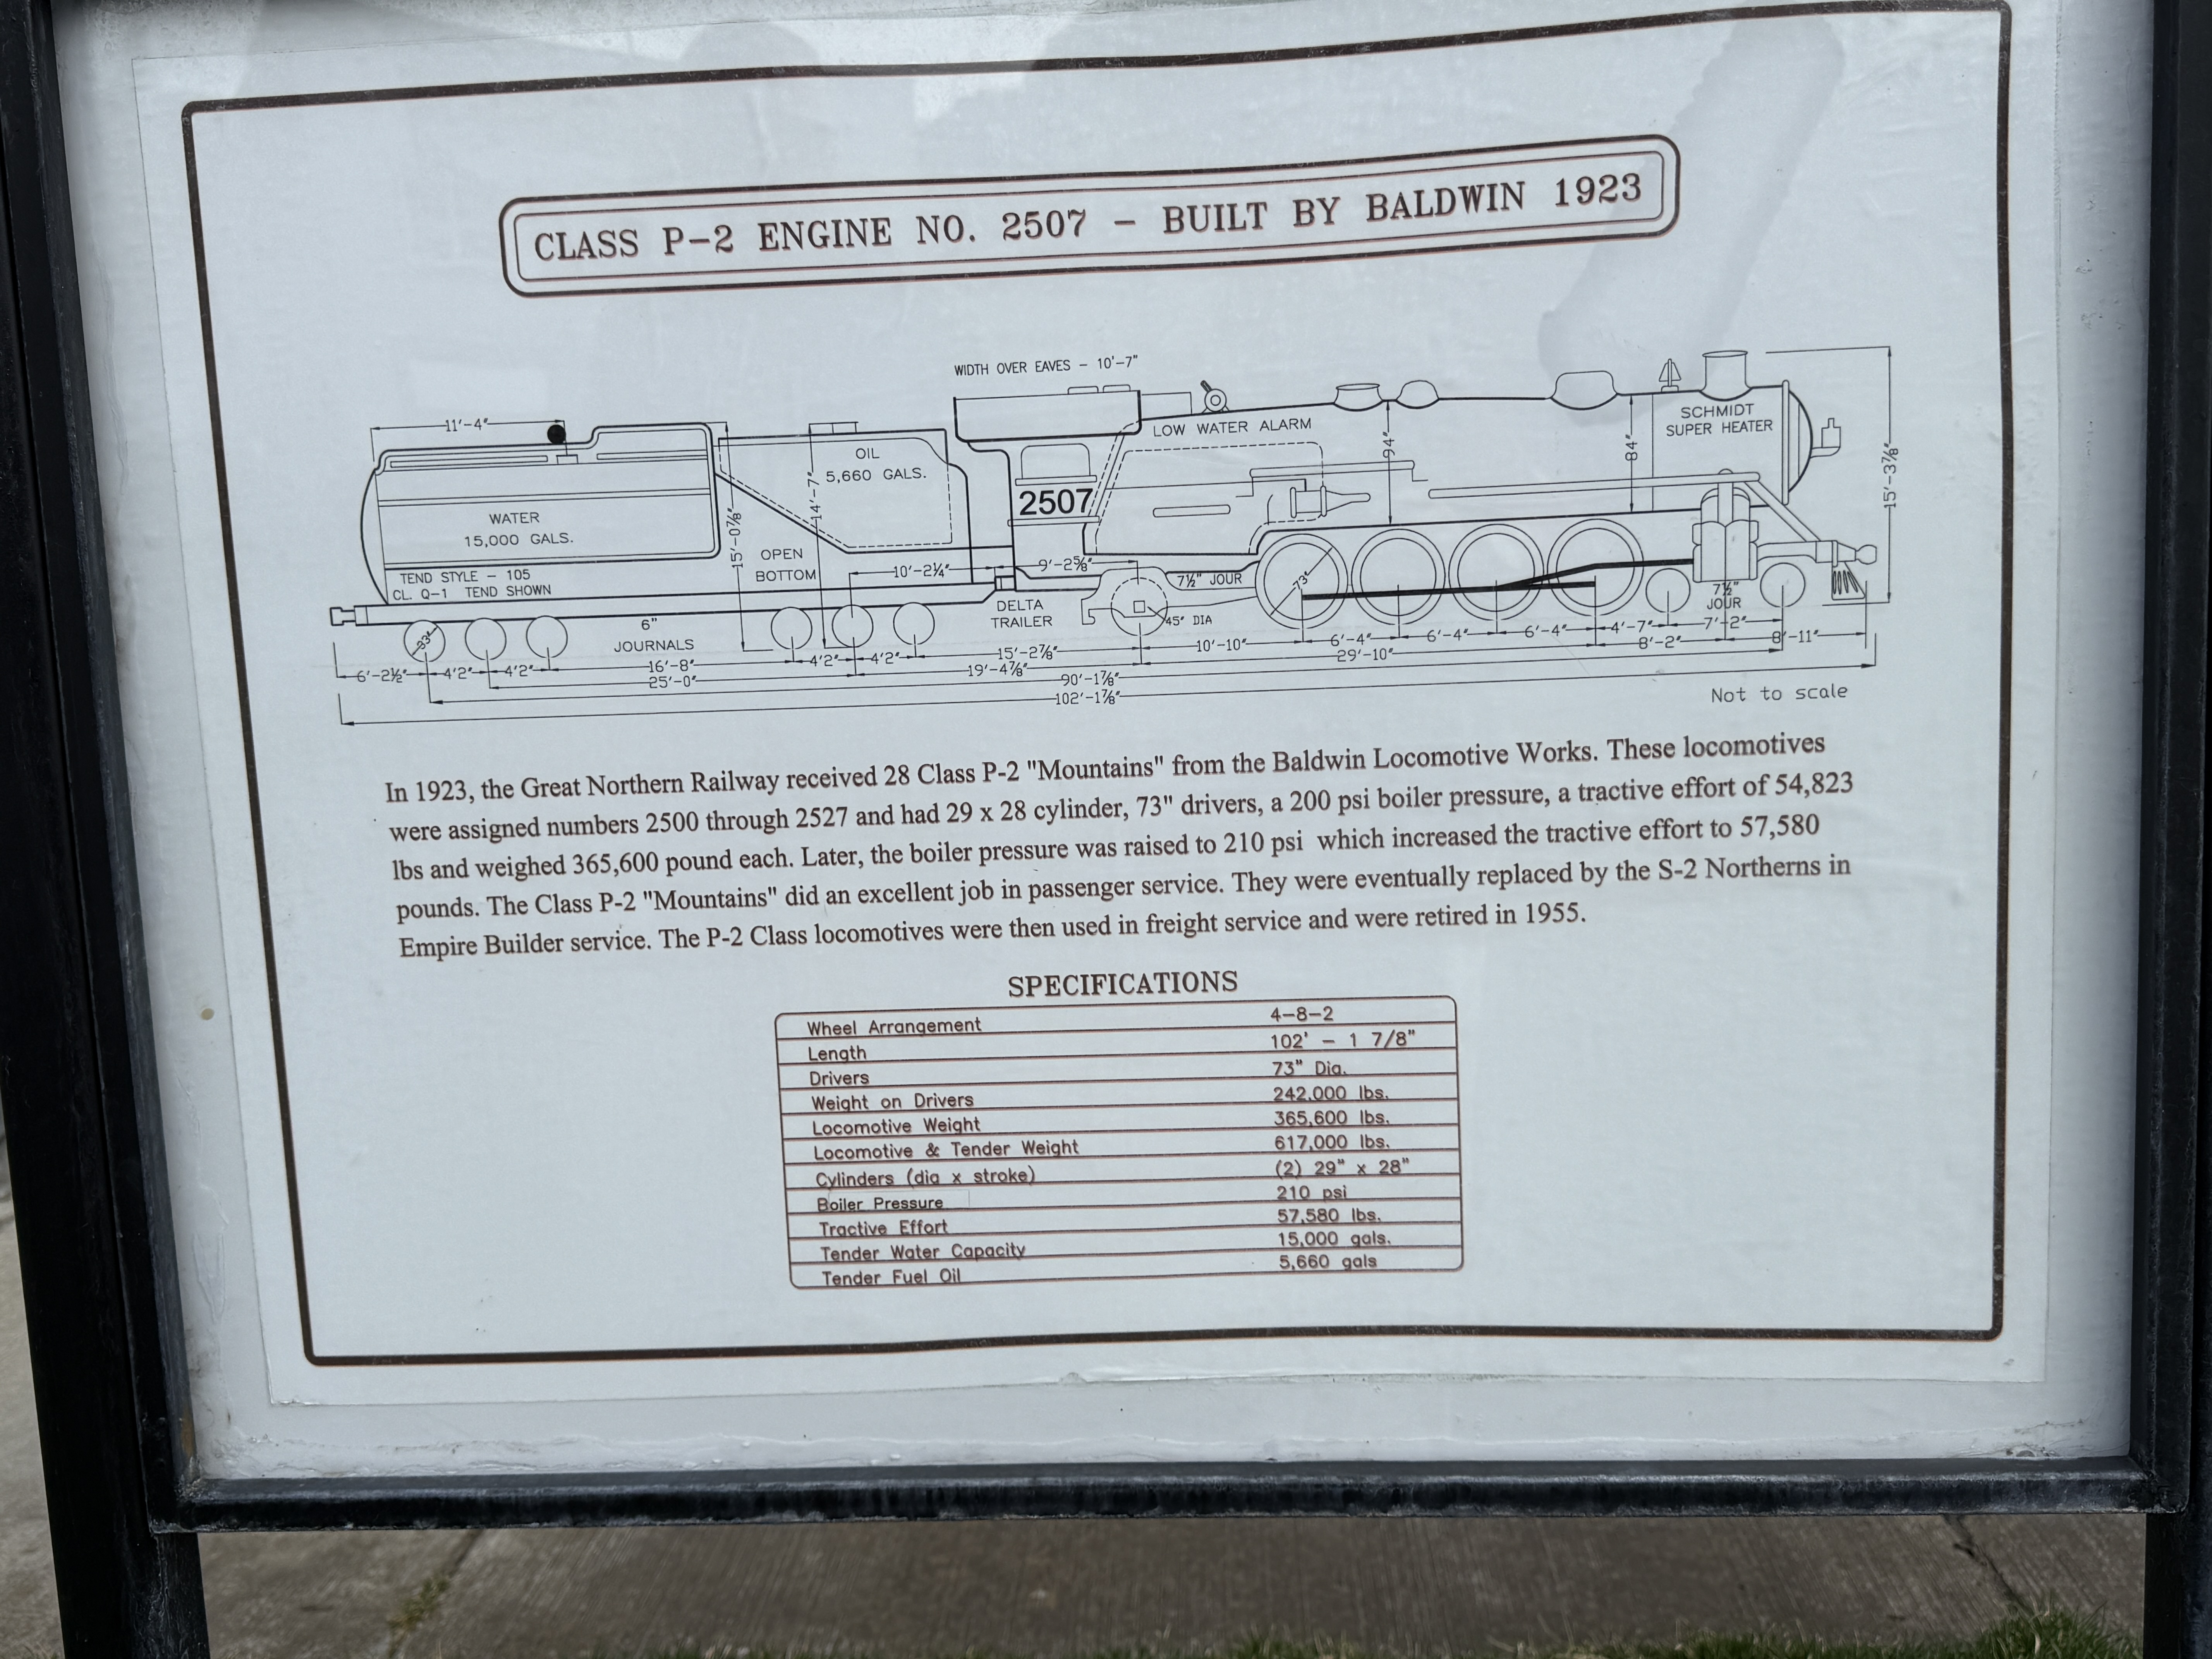 CLASS P-2 ENGINE NO. 2507 - BUILT BY BALDWIN 1923
WIDTH OVER EAVES - 10'-7"
11'-4"
WATER
15,000 GALS.
TEND STYLE - 105
CL. Q-1 TEND SHOWN
OIL
5,660 GALS.
15'-0⅞"
14'-7"
OPEN
BOTTOM
2507
LOW WATER ALARM
94"
84"
SCHMIDT
SUPER HEATER
15'-3⅞"
10'-2¼"
9'-2⅝"
7½" JOUR
73"
7½"
JOUR
DELTA
TRAILER
45" DIA
33"
6"
JOURNALS
6'-2½"
4'2"
4'2"
16'-8"
4'2"
4'2"
15'-2⅞"
10'-10"
6'-4"
6'-4"
6'-4"
4'-7"
7'-2"
25'-0"
19'-4⅞"
29'-10"
8'-2"
8'-11"
90'-1⅞"
102'-1⅞"
Not to scale
In 1923, the Great Northern Railway received 28 Class P-2 "Mountains" from the Baldwin Locomotive Works. These locomotives
were assigned numbers 2500 through 2527 and had 29 x 28 cylinder, 73" drivers, a 200 psi boiler pressure, a tractive effort of 54,823
lbs and weighed 365,600 pound each. Later, the boiler pressure was raised to 210 psi which increased the tractive effort to 57,580
pounds. The Class P-2 "Mountains" did an excellent job in passenger service. They were eventually replaced by the S-2 Northerns in
Empire Builder service. The P-2 Class locomotives were then used in freight service and were retired in 1955.
SPECIFICATIONS
Wheel Arrangement 4-8-2
Length 102' - 1 7/8"
Drivers 73" Dia.
Weight on Drivers 242,000 lbs.
Locomotive Weight 365,600 lbs.
Locomotive & Tender Weight 617,000 lbs.
Cylinders (dia x stroke) (2) 29" x 28"
Boiler Pressure 210 psi
Tractive Effort 57,580 lbs.
Tender Water Capacity 15,000 gals.
Tender Fuel Oil 5,660 gals